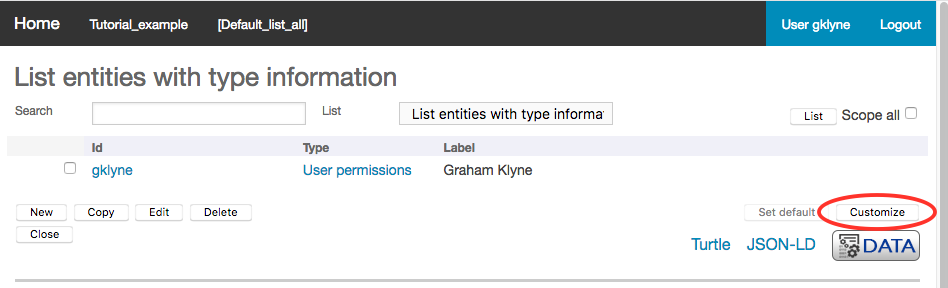 Home Tutorial_example [Default_list_all] User gklyne Logout
List entities with type information
Search List List entities with type informat List Scope all
Id Type Label
gklyne User permissions Graham Klyne
New Copy Edit Delete Set default Customize
Close
Turtle JSON-LD DATA